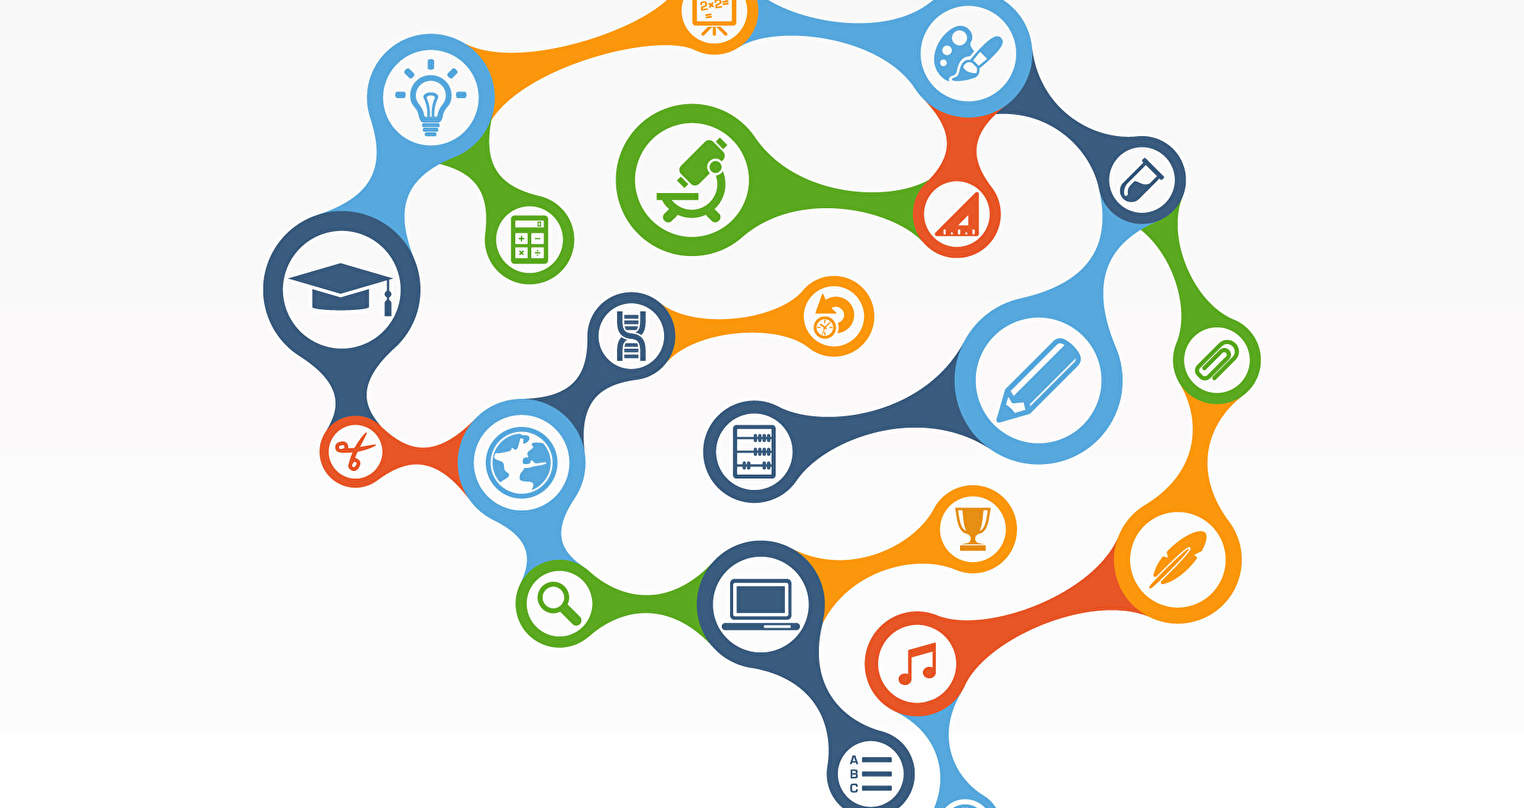 2×2=
=
+ −
× ÷
A
B
C